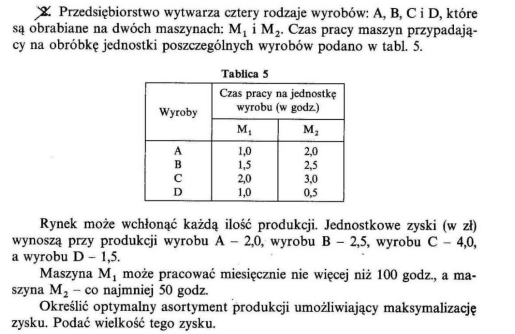 2. Przedsiębiorstwo wytwarza cztery rodzaje wyrobów: A, B, C i D, które
są obrabiane na dwóch maszynach: M₁ i M₂. Czas pracy maszyn przypadają-
cy na obróbkę jednostki poszczególnych wyrobów podano w tabl. 5.
Tablica 5
Wyroby
Czas pracy na jednostkę
wyrobu (w godz.)
M₁ M₂
A 1,0 2,0
B 1,5 2,5
C 2,0 3,0
D 1,0 0,5
Rynek może wchłonąć każdą ilość produkcji. Jednostkowe zyski (w zł)
wynoszą przy produkcji wyrobu A – 2,0, wyrobu B – 2,5, wyrobu C – 4,0,
a wyrobu D – 1,5.
Maszyna M₁ może pracować miesięcznie nie więcej niż 100 godz., a ma-
szyna M₂ – co najmniej 50 godz.
Określić optymalny asortyment produkcji umożliwiający maksymalizację
zysku. Podać wielkość tego zysku.